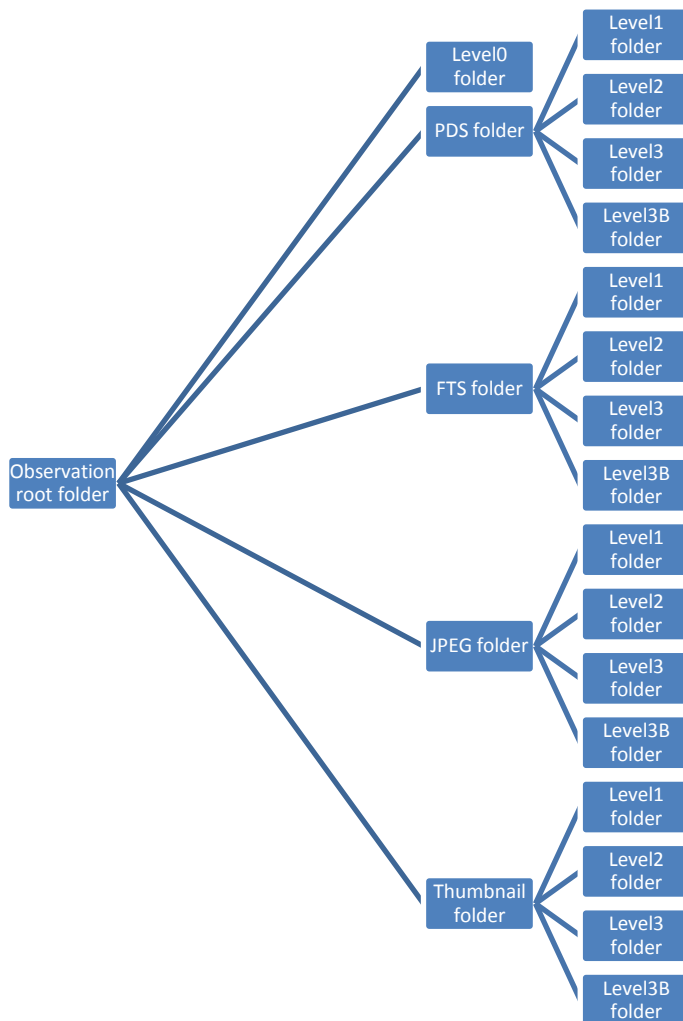 Observation
root folder
Level0
folder
PDS folder
Level1
folder
Level2
folder
Level3
folder
Level3B
folder
FTS folder
Level1
folder
Level2
folder
Level3
folder
Level3B
folder
JPEG folder
Level1
folder
Level2
folder
Level3
folder
Level3B
folder
Thumbnail
folder
Level1
folder
Level2
folder
Level3
folder
Level3B
folder